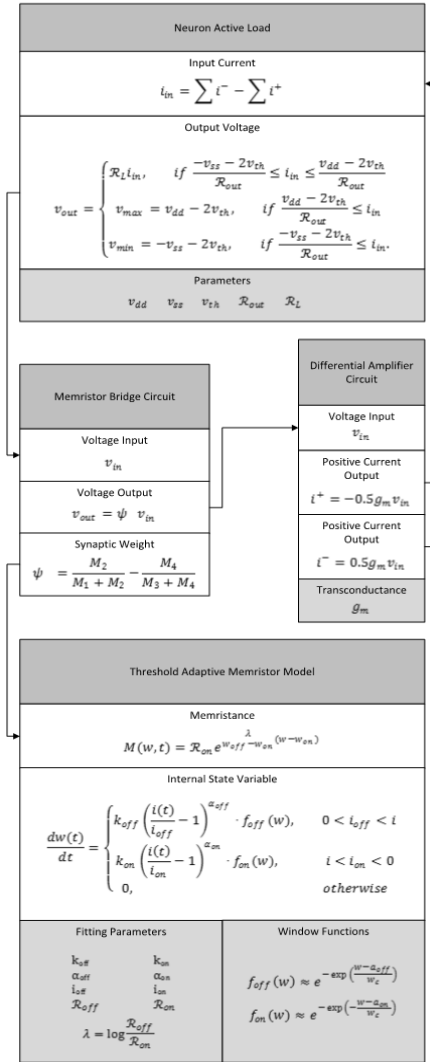 Neuron Active Load
Input Current
i_in = ∑ i⁻ − ∑ i⁺
Output Voltage
v_out = { ℛ_L i_in, if (−v_ss − 2v_th)/ℛ_out ≤ i_in ≤ (v_dd − 2v_th)/ℛ_out
v_max = v_dd − 2v_th, if (v_dd − 2v_th)/ℛ_out ≤ i_in
v_min = −v_ss − 2v_th, if (−v_ss − 2v_th)/ℛ_out ≤ i_in.
Parameters
v_dd v_ss v_th ℛ_out ℛ_L
Memristor Bridge Circuit
Voltage Input
v_in
Voltage Output
v_out = ψ v_in
Synaptic Weight
ψ = M_2/(M_1 + M_2) − M_4/(M_3 + M_4)
Differential Amplifier
Circuit
Voltage Input
v_in
Positive Current
Output
i⁺ = −0.5g_m v_in
Positive Current
Output
i⁻ = 0.5g_m v_in
Transconductance
g_m
Threshold Adaptive Memristor Model
Memristance
M(w, t) = ℛ_on e^(λ/(w_off − w_on) (w − w_on))
Internal State Variable
dw(t)/dt = { k_off (i(t)/i_off − 1)^α_off · f_off(w), 0 < i_off < i
k_on (i(t)/i_on − 1)^α_on · f_on(w), i < i_on < 0
0, otherwise
Fitting Parameters
k_off k_on
α_off α_on
i_off i_on
ℛ_off ℛ_on
λ = log ℛ_off/ℛ_on
Window Functions
f_off(w) ≈ e^(−exp((w−a_off)/w_c))
f_on(w) ≈ e^(−exp(−(w−a_on)/w_c))